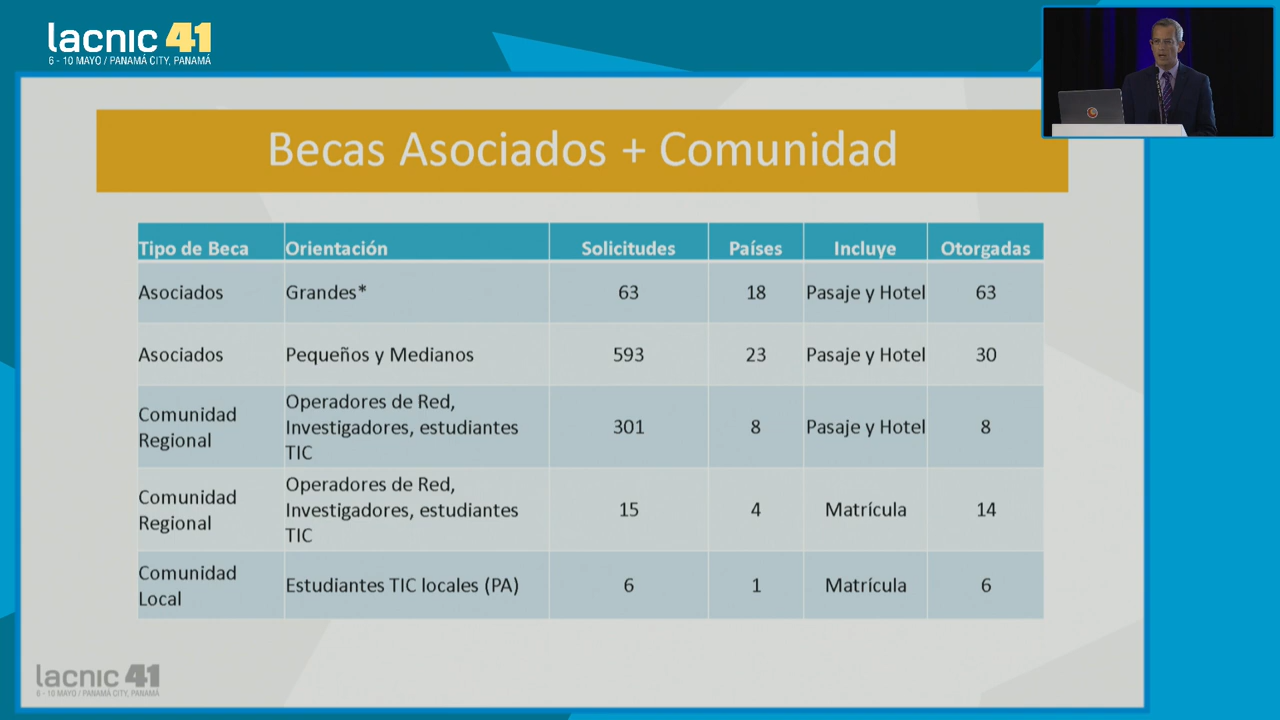 lacnic 41
6 - 10 MAYO / PANAMÁ CITY, PANAMÁ
Becas Asociados + Comunidad
Tipo de Beca Orientación Solicitudes Países Incluye Otorgadas
Asociados Grandes* 63 18 Pasaje y Hotel 63
Asociados Pequeños y Medianos 593 23 Pasaje y Hotel 30
Comunidad
Regional
Operadores de Red,
Investigadores, estudiantes
TIC
301 8 Pasaje y Hotel 8
Comunidad
Regional
Operadores de Red,
Investigadores, estudiantes
TIC
15 4 Matrícula 14
Comunidad
Local
Estudiantes TIC locales (PA) 6 1 Matrícula 6
lacnic 41
6 - 10 MAYO / PANAMÁ CITY, PANAMÁ